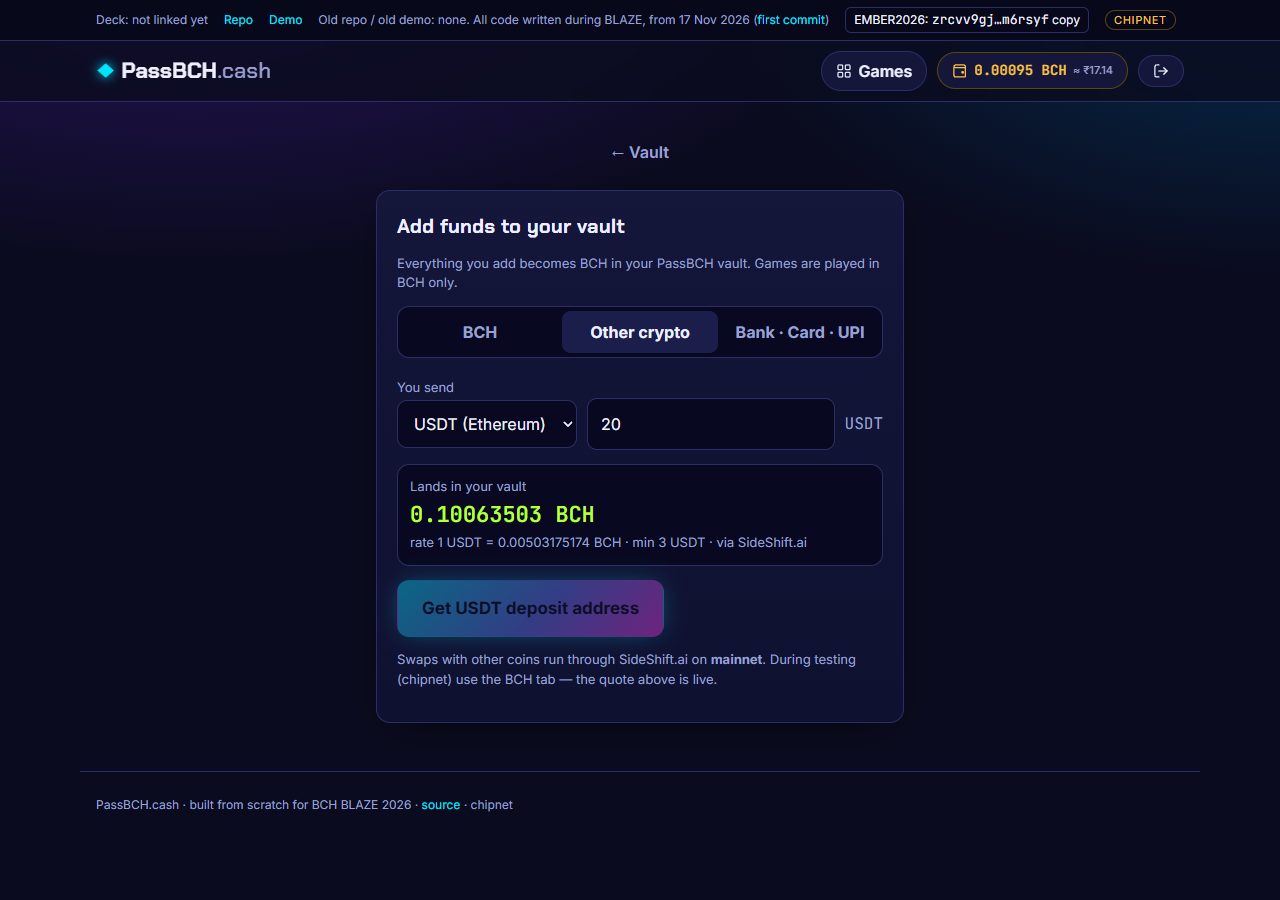 Deck: not linked yet Repo Demo Old repo / old demo: none. All code written during BLAZE, from 17 Nov 2026 (first commit) EMBER2026: zrcvv9gj…m6rsyf copy CHIPNET
PassBCH.cash Games 0.00095 BCH ≈ ₹17.14
← Vault
Add funds to your vault
Everything you add becomes BCH in your PassBCH vault. Games are played in
BCH only.
BCH Other crypto Bank · Card · UPI
You send
USDT (Ethereum) 20 USDT
Lands in your vault
0.10063503 BCH
rate 1 USDT = 0.00503175174 BCH · min 3 USDT · via SideShift.ai
Get USDT deposit address
Swaps with other coins run through SideShift.ai on mainnet. During testing
(chipnet) use the BCH tab — the quote above is live.
PassBCH.cash · built from scratch for BCH BLAZE 2026 · source · chipnet